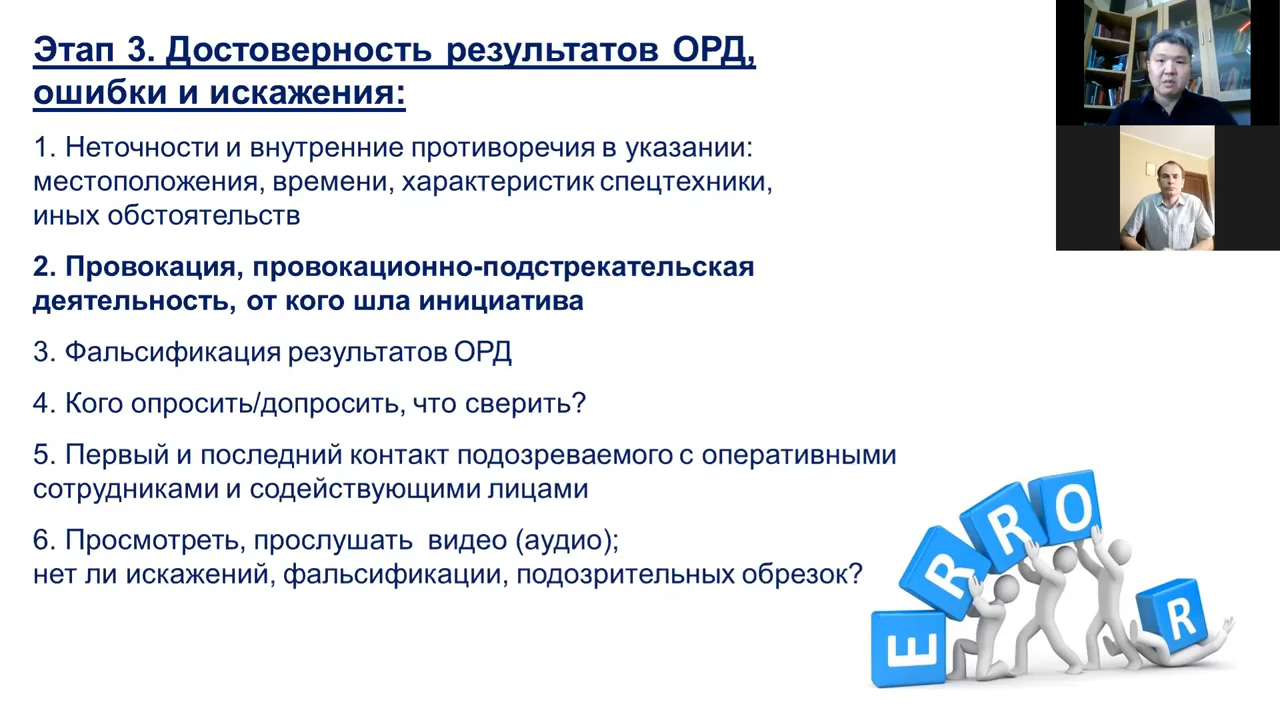 Этап 3. Достоверность результатов ОРД,
ошибки и искажения:
1. Неточности и внутренние противоречия в указании:
местоположения, времени, характеристик спецтехники,
иных обстоятельств
2. Провокация, провокационно-подстрекательская
деятельность, от кого шла инициатива
3. Фальсификация результатов ОРД
4. Кого опросить/допросить, что сверить?
5. Первый и последний контакт подозреваемого с оперативными
сотрудниками и содействующими лицами
6. Просмотреть, прослушать  видео (аудио);
нет ли искажений, фальсификации, подозрительных обрезок?
E R R O R